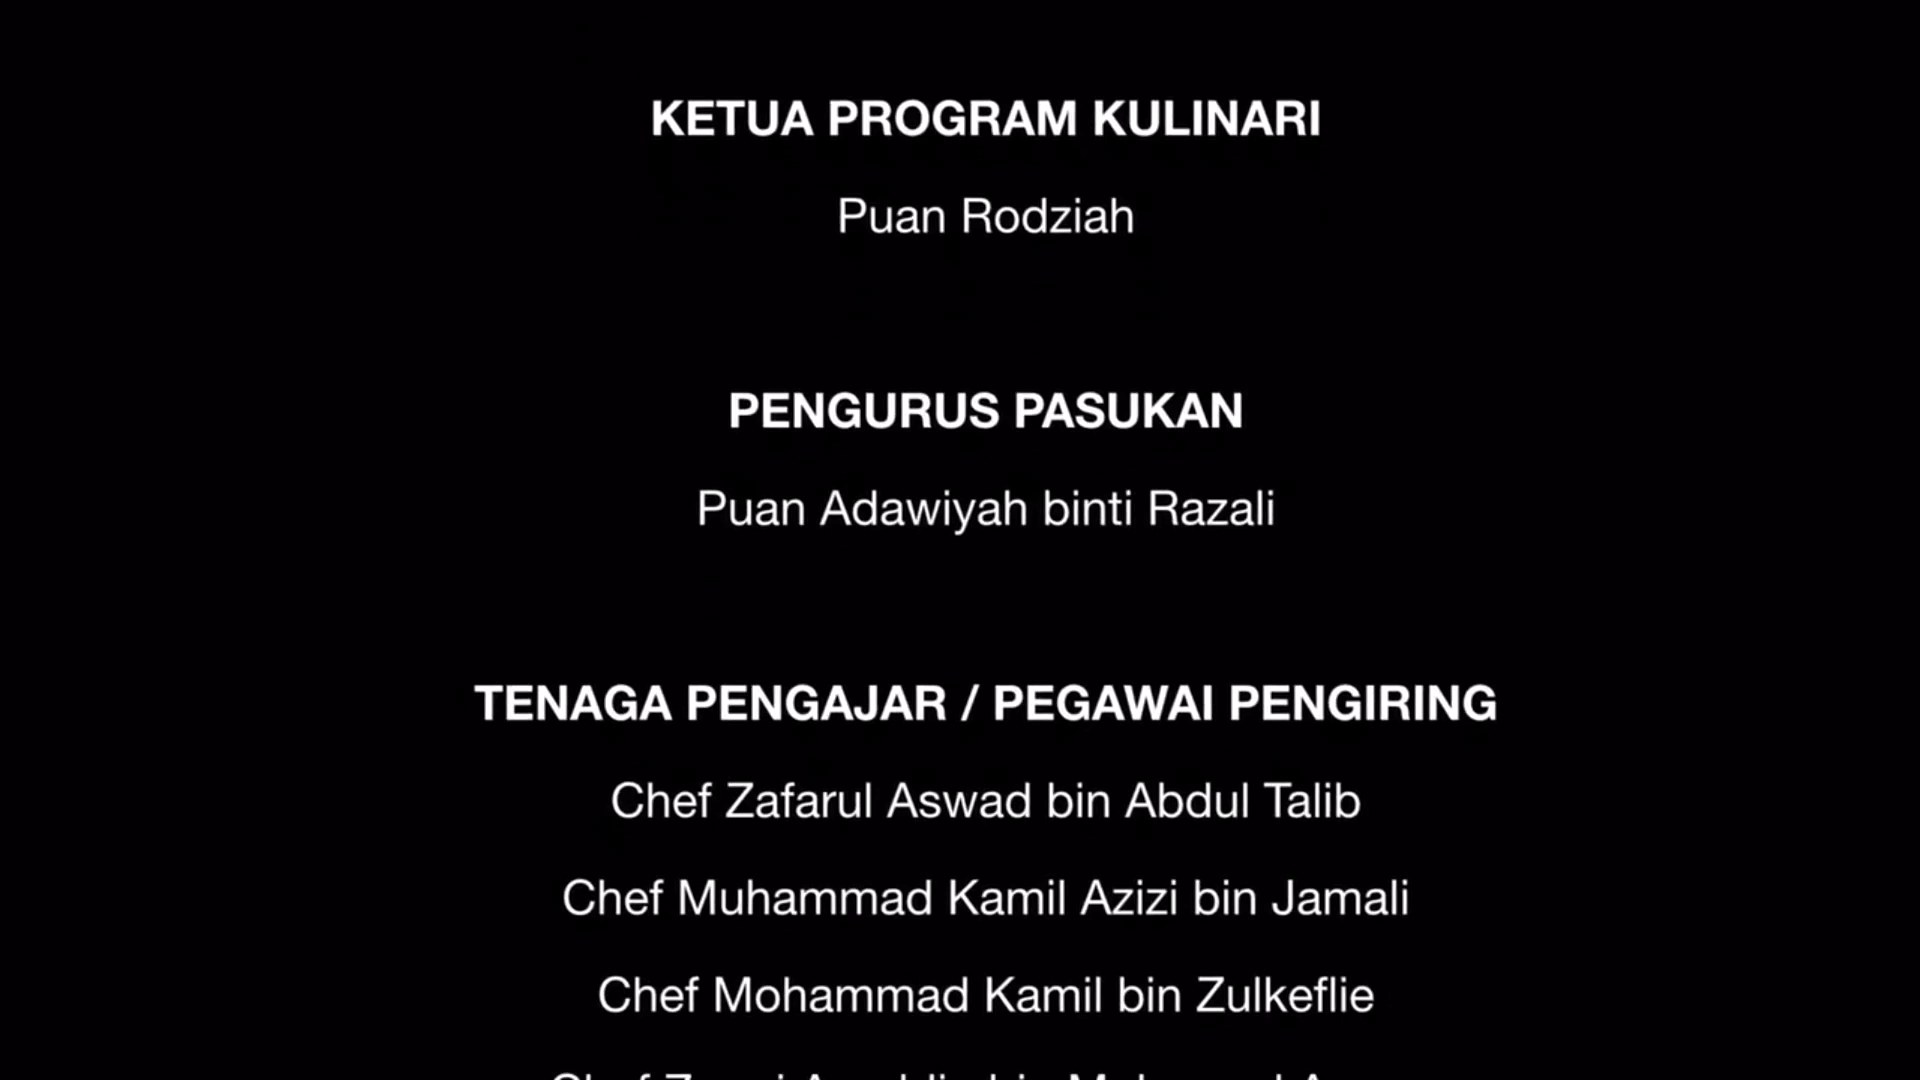 KETUA PROGRAM KULINARI
Puan Rodziah
PENGURUS PASUKAN
Puan Adawiyah binti Razali
TENAGA PENGAJAR / PEGAWAI PENGIRING
Chef Zafarul Aswad bin Abdul Talib
Chef Muhammad Kamil Azizi bin Jamali
Chef Mohammad Kamil bin Zulkeflie
Chef